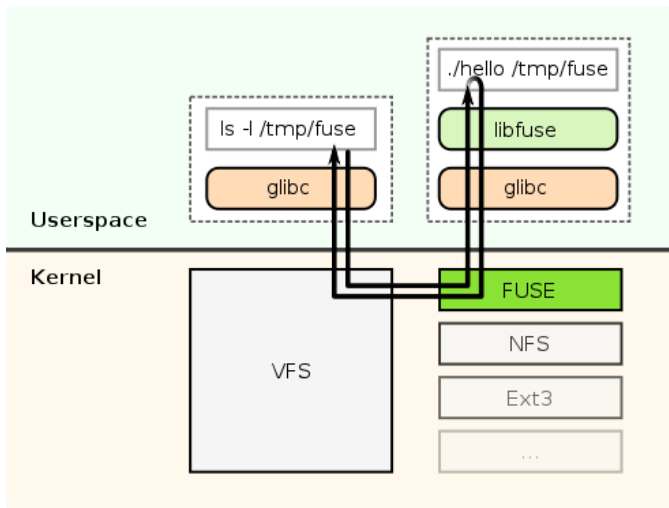 ./hello /tmp/fuse
ls -l /tmp/fuse
libfuse
glibc
glibc
Userspace
Kernel
FUSE
NFS
VFS
Ext3
...